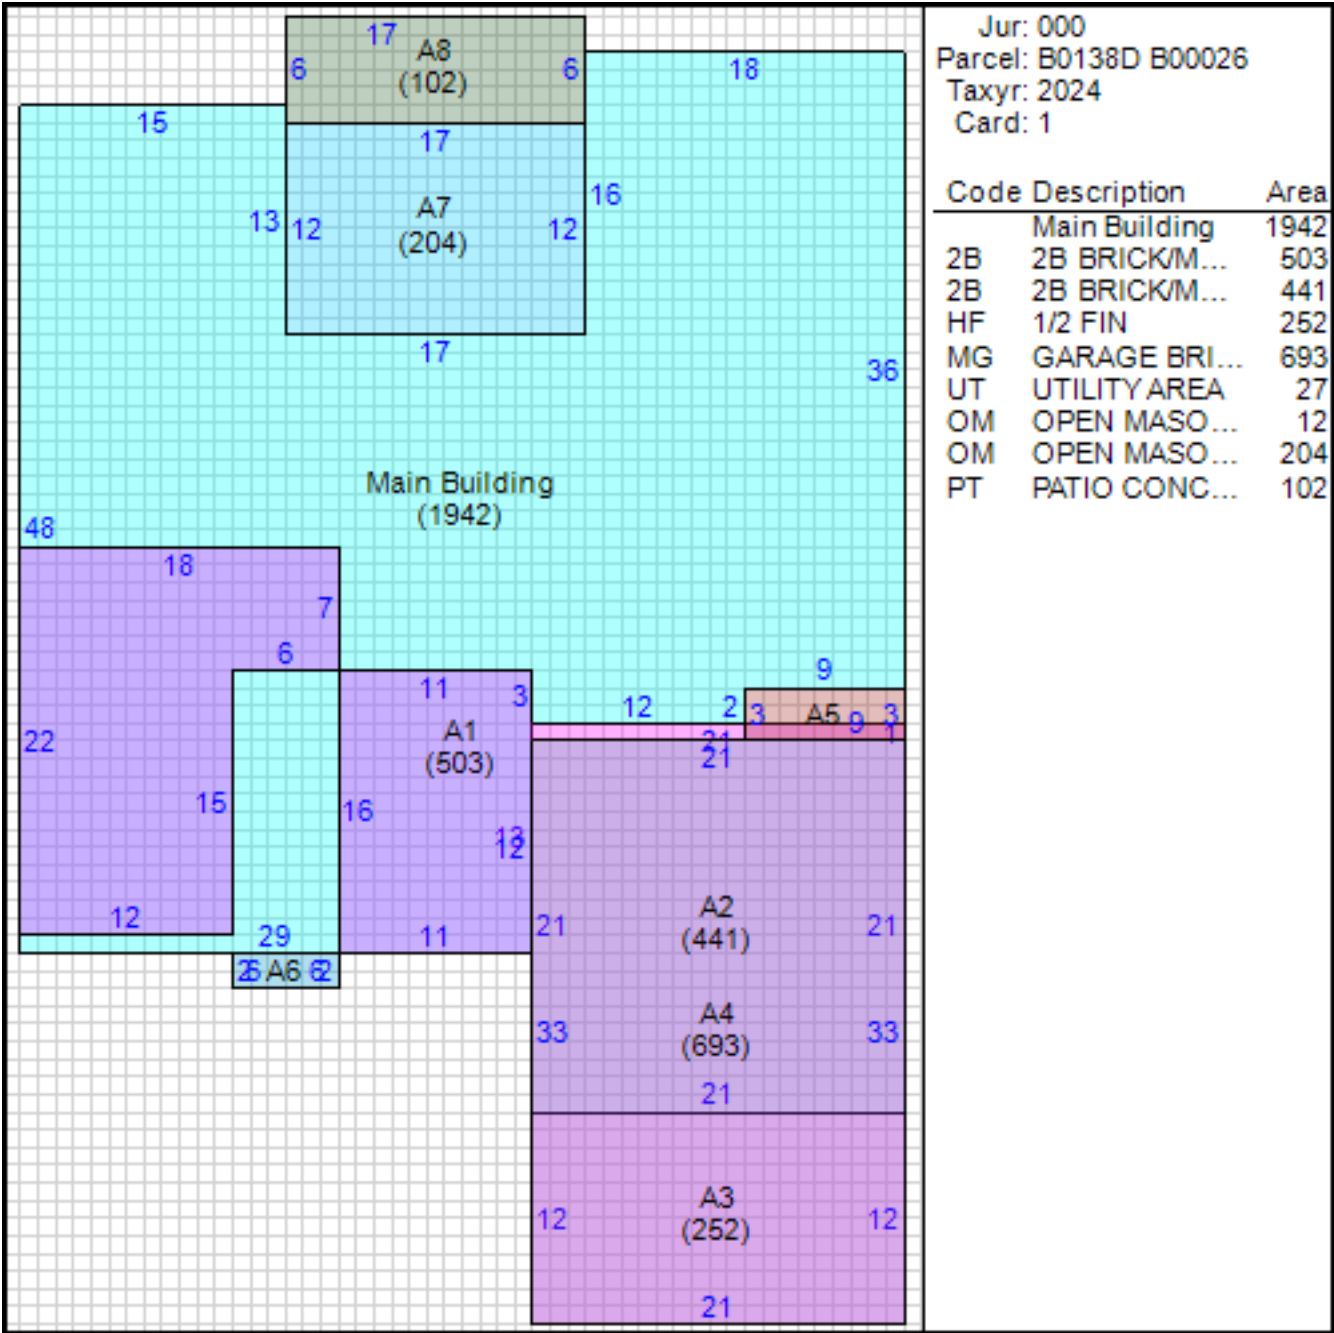 17
A8
(102)
6
6
18
15
17
16
A7
(204)
13
12
12
17
36
Main Building
(1942)
48
18
7
6
9
11
3
12
2
3
A5
9
3
1
A1
(503)
21
21
22
15
16
13
12
12
29
11
A2
(441)
21
21
26
A6
62
A4
(693)
33
33
21
A3
(252)
12
12
21
Jur: 000
Parcel: B0138D B00026
Taxyr: 2024
Card: 1
Code Description Area
Main Building 1942
2B 2B BRICK/M... 503
2B 2B BRICK/M... 441
HF 1/2 FIN 252
MG GARAGE BRI... 693
UT UTILITY AREA 27
OM OPEN MASO... 12
OM OPEN MASO... 204
PT PATIO CONC... 102